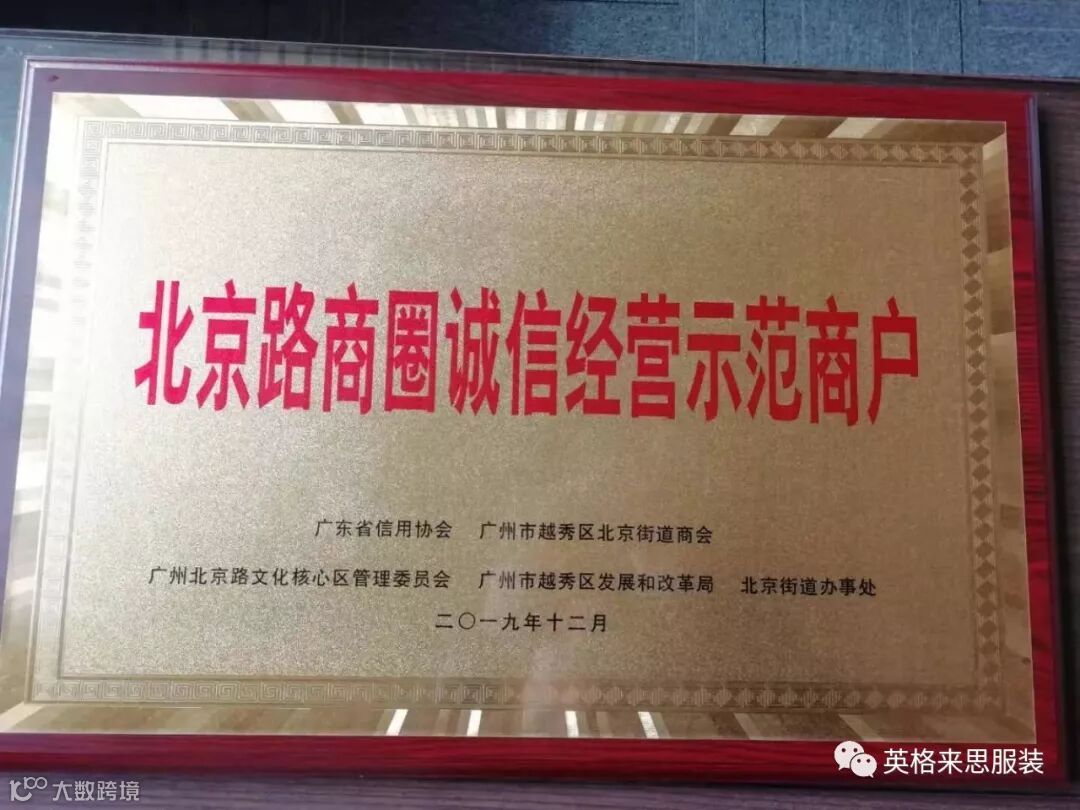 北京路商圈诚信经营示范商户
广东省信用协会 广州市越秀区北京街道商会
广州北京路文化核心区管理委员会 广州市越秀区发展和改革局 北京街道办事处
二〇一九年十二月
英格来思服装
大数跨境